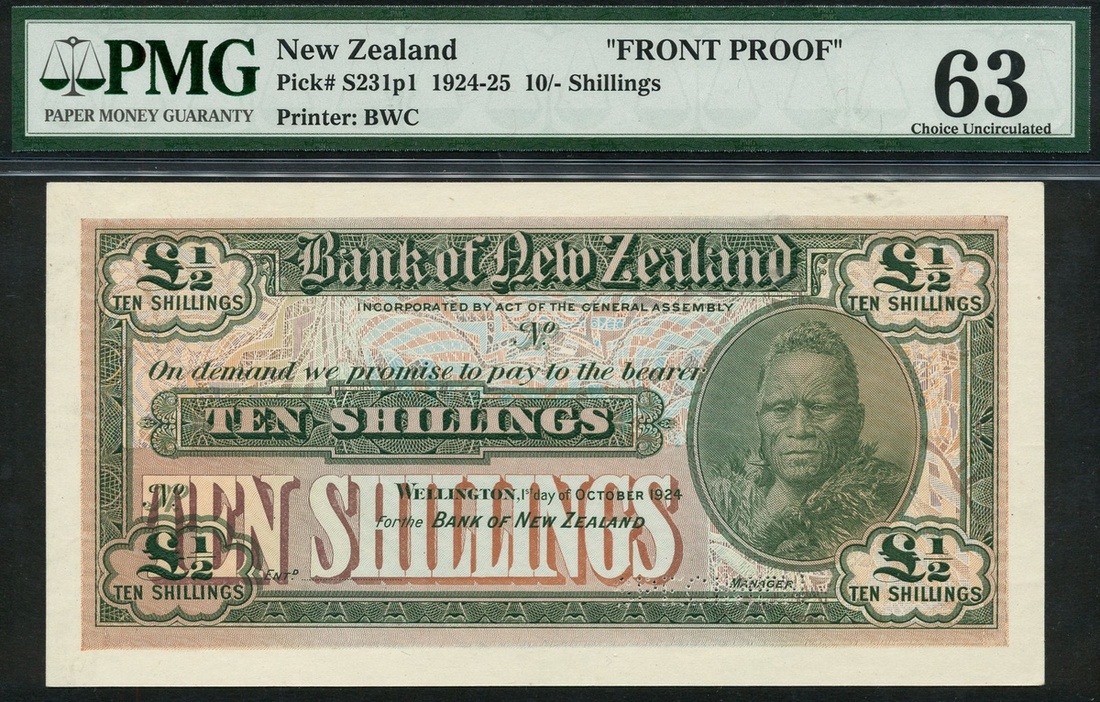 PMG
PAPER MONEY GUARANTY
New Zealand "FRONT PROOF"
Pick# S231p1 1924-25 10/- Shillings
Printer: BWC
63
Choice Uncirculated
£½
TEN SHILLINGS
Bank of New Zealand
£½
TEN SHILLINGS
INCORPORATED BY ACT OF THE GENERAL ASSEMBLY
No.
On demand we promise to pay to the bearer
TEN SHILLINGS
TEN SHILLINGS
No.
WELLINGTON, 1st day of OCTOBER 1924
For the BANK OF NEW ZEALAND
£½
TEN SHILLINGS
ENTD
MANAGER
£½
TEN SHILLINGS